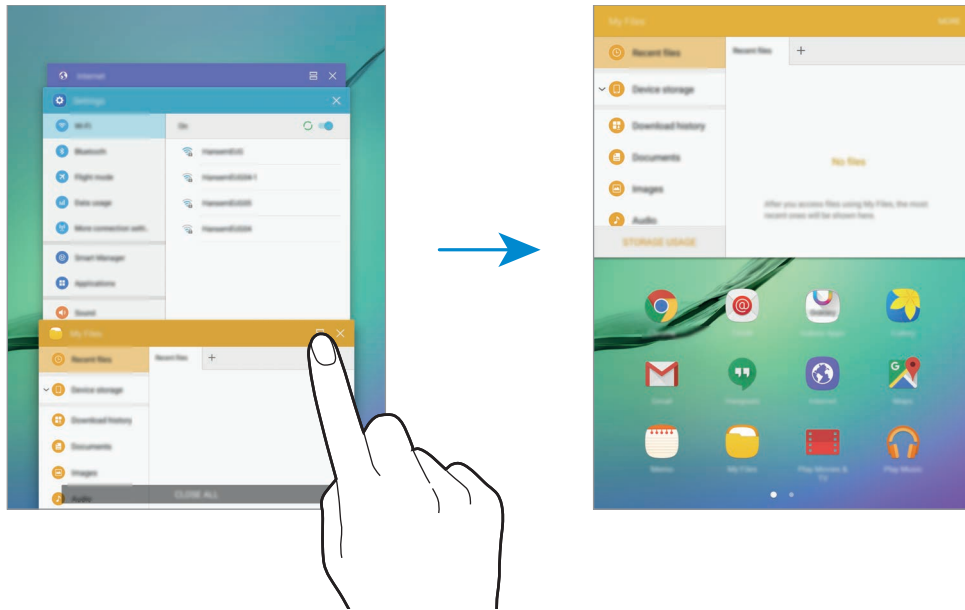 Internet
Settings
Wi-Fi
On
Bluetooth
Flight mode
Data usage
More connection sett..
Smart Manager
Applications
Sound
My Files
Recent files
Recent files
+
Device storage
Download history
Documents
Images
Audio
CLOSE ALL
My Files
MORE
Recent files
Recent files
+
Device storage
Download history
Documents
Images
Audio
STORAGE USAGE
No files
After you access files using My Files, the most
recent ones will be shown here.
Gallery
Gmail
Hangouts
Internet
Maps
Memo
My Files
Play Movies &
TV
Play Music